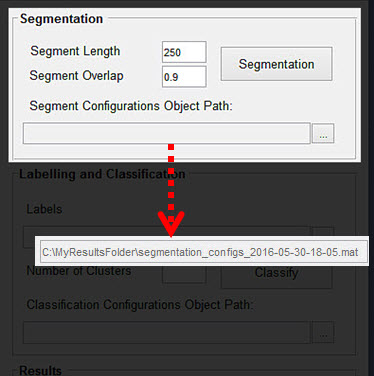 Segmentation
Segment Length 250
Segment Overlap 0.9
Segmentation
Segment Configurations Object Path:
...
Labelling and Classification
Labels
C:\MyResultsFolder\segmentation_configs_2016-05-30-18-05.mat
Number of Clusters
Classify
Classification Configurations Object Path:
...
Results